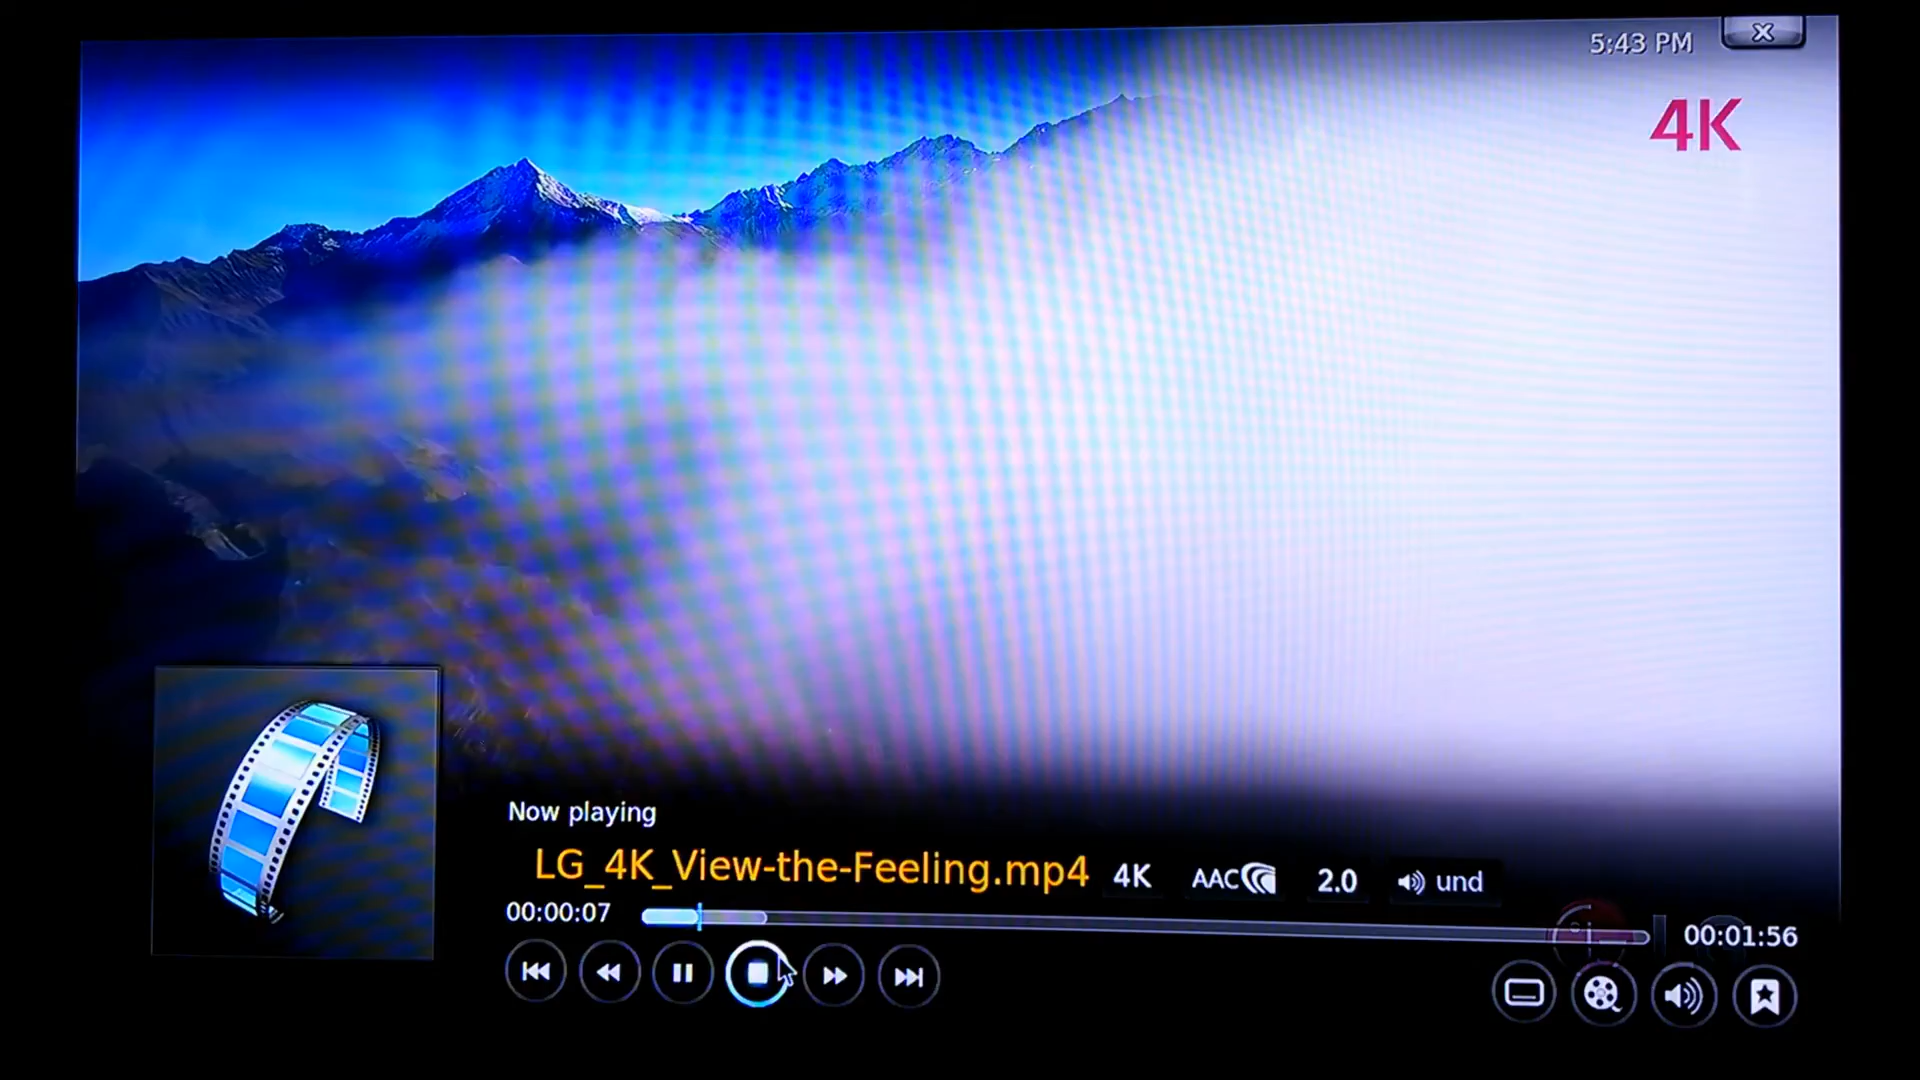 5:43 PM
4K
Now playing
LG_4K_View-the-Feeling.mp4 4K AAC 2.0 und
00:00:07 00:01:56